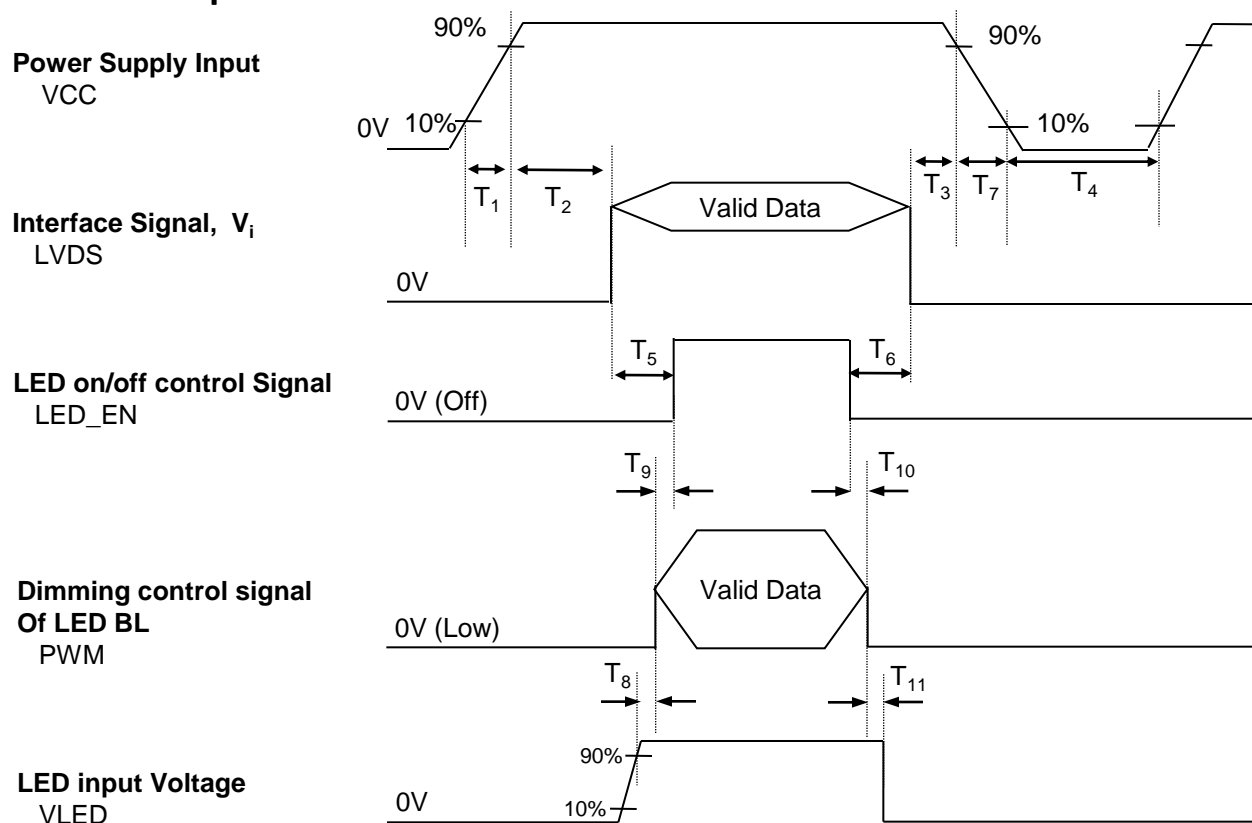 90%
90%
Power Supply Input
VCC
0V
10%
10%
T1
T2
T3
T7
T4
Valid Data
Interface Signal, Vi
LVDS
0V
T5
T6
LED on/off control Signal
LED_EN
0V (Off)
T9
T10
Dimming control signal
Of LED BL
PWM
Valid Data
0V (Low)
T8
T11
90%
LED input Voltage
VLED
0V
10%